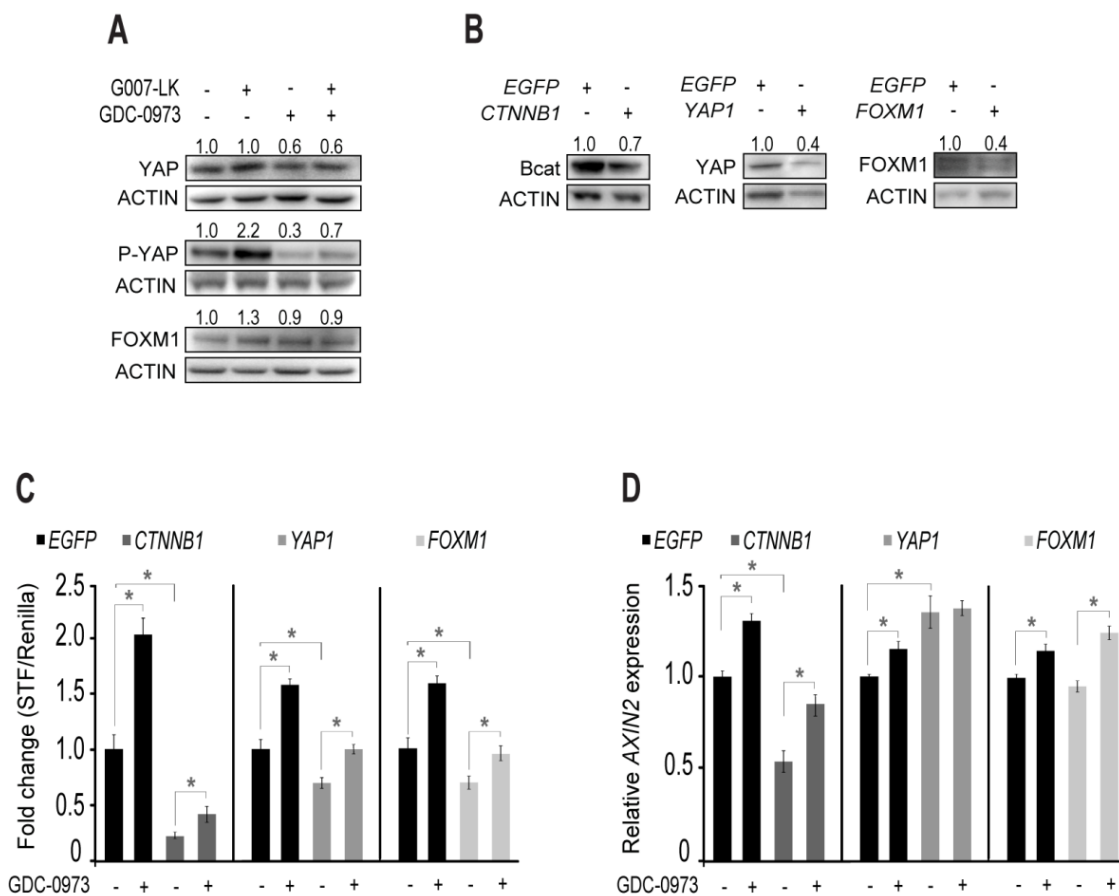 A
G007-LK - + - +
GDC-0973 - - + +
1.0 1.0 0.6 0.6
YAP
ACTIN
1.0 2.2 0.3 0.7
P-YAP
ACTIN
1.0 1.3 0.9 0.9
FOXM1
ACTIN
B
EGFP + -
CTNNB1 - +
1.0 0.7
Bcat
ACTIN
EGFP + -
YAP1 - +
1.0 0.4
YAP
ACTIN
EGFP + -
FOXM1 - +
1.0 0.4
FOXM1
ACTIN
C
EGFP CTNNB1 YAP1 FOXM1
Fold change (STF/Renilla)
2.5
2.0
1.5
1.0
0.5
0
* * * * * * * * *
GDC-0973 - + - + - + - + - + - +
D
EGFP CTNNB1 YAP1 FOXM1
Relative AXIN2 expression
1.5
1.0
0.5
0
* * * * * * *
GDC-0973 - + - + - + - + - + - +